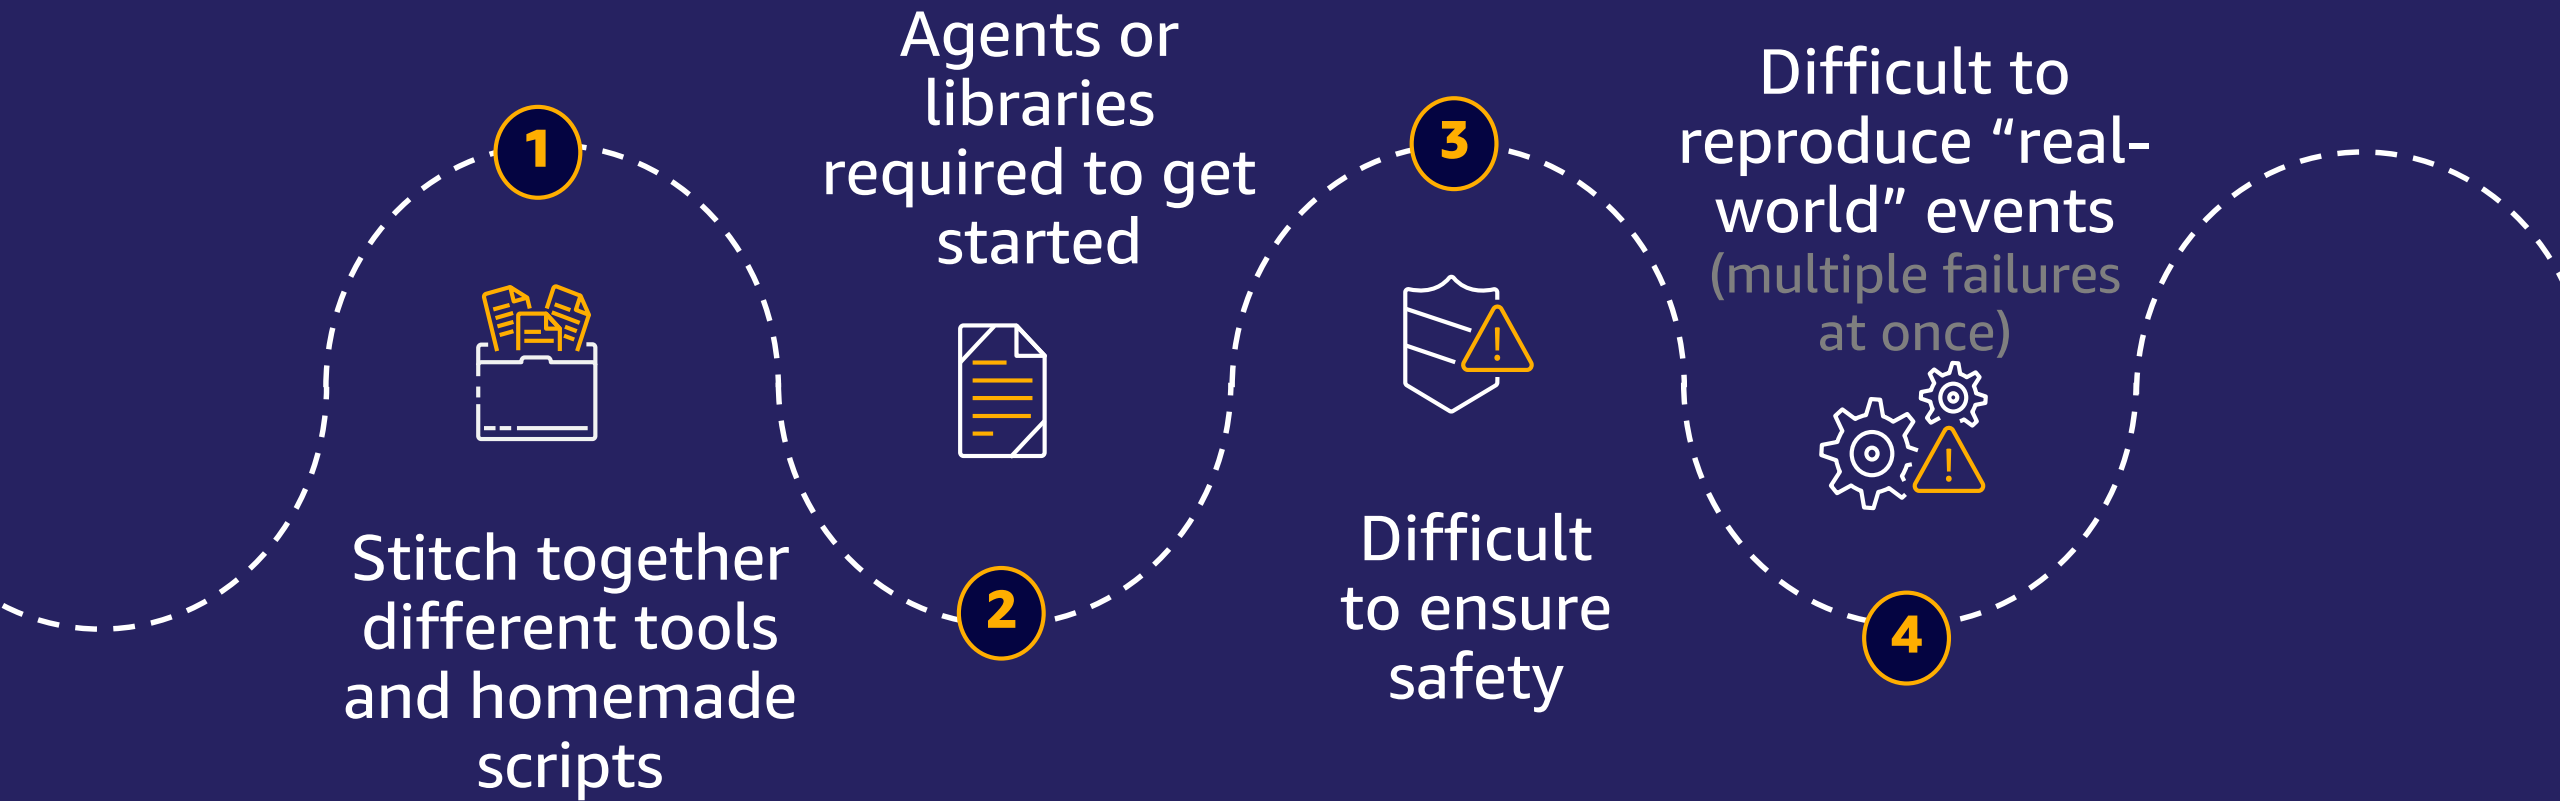 1
Stitch together
different tools
and homemade
scripts
Agents or
libraries
required to get
started
2
3
Difficult
to ensure
safety
Difficult to
reproduce “real-
world” events
(multiple failures
at once)
4